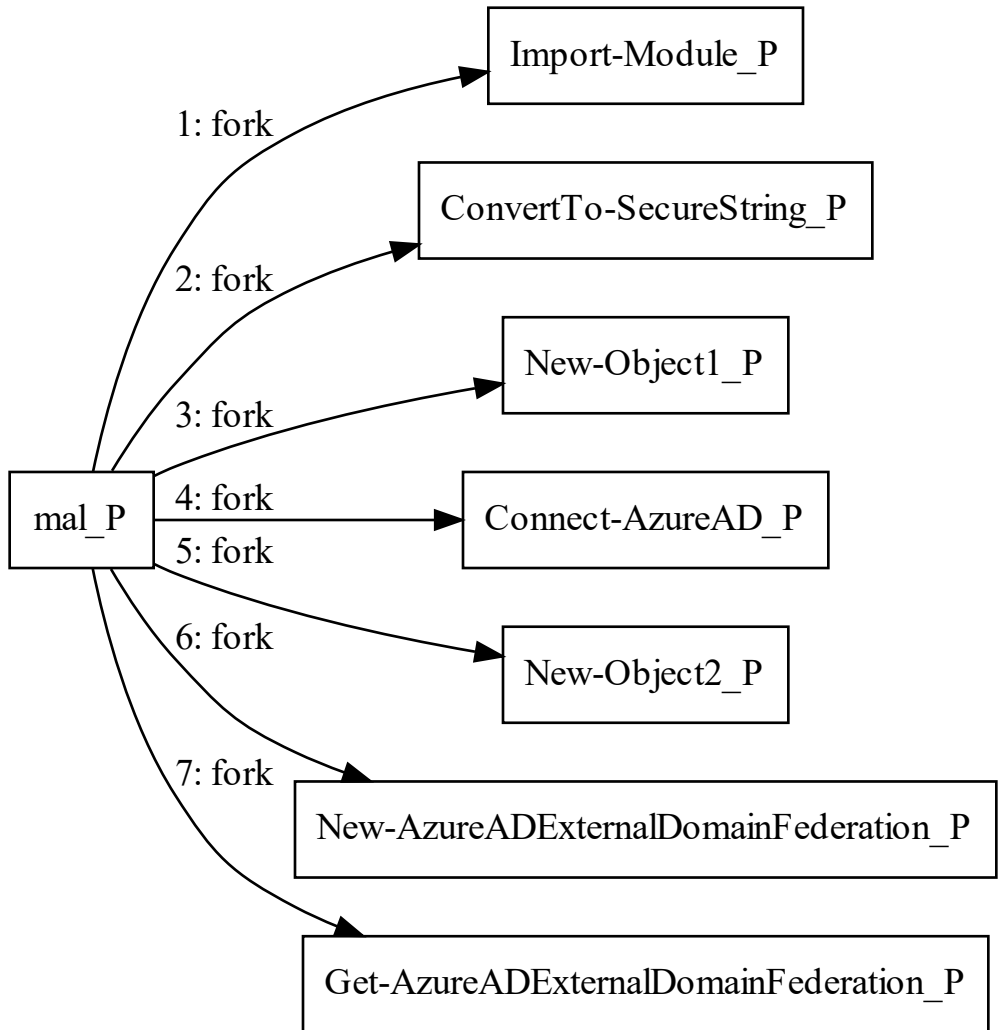 Import-Module_P
1: fork
ConvertTo-SecureString_P
2: fork
New-Object1_P
3: fork
mal_P
4: fork
Connect-AzureAD_P
5: fork
New-Object2_P
6: fork
7: fork
New-AzureADExternalDomainFederation_P
Get-AzureADExternalDomainFederation_P